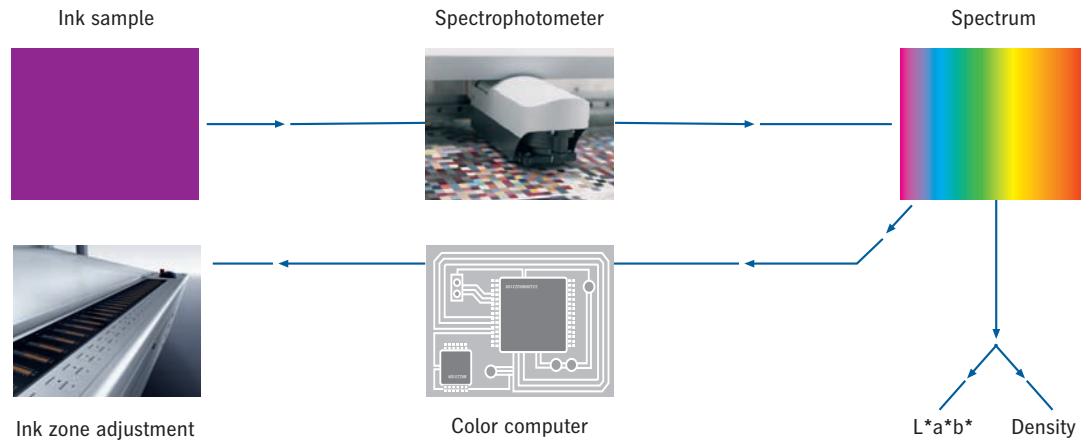 Ink sample
Spectrophotometer
Spectrum
Ink zone adjustment
Color computer
L*a*b*
Density